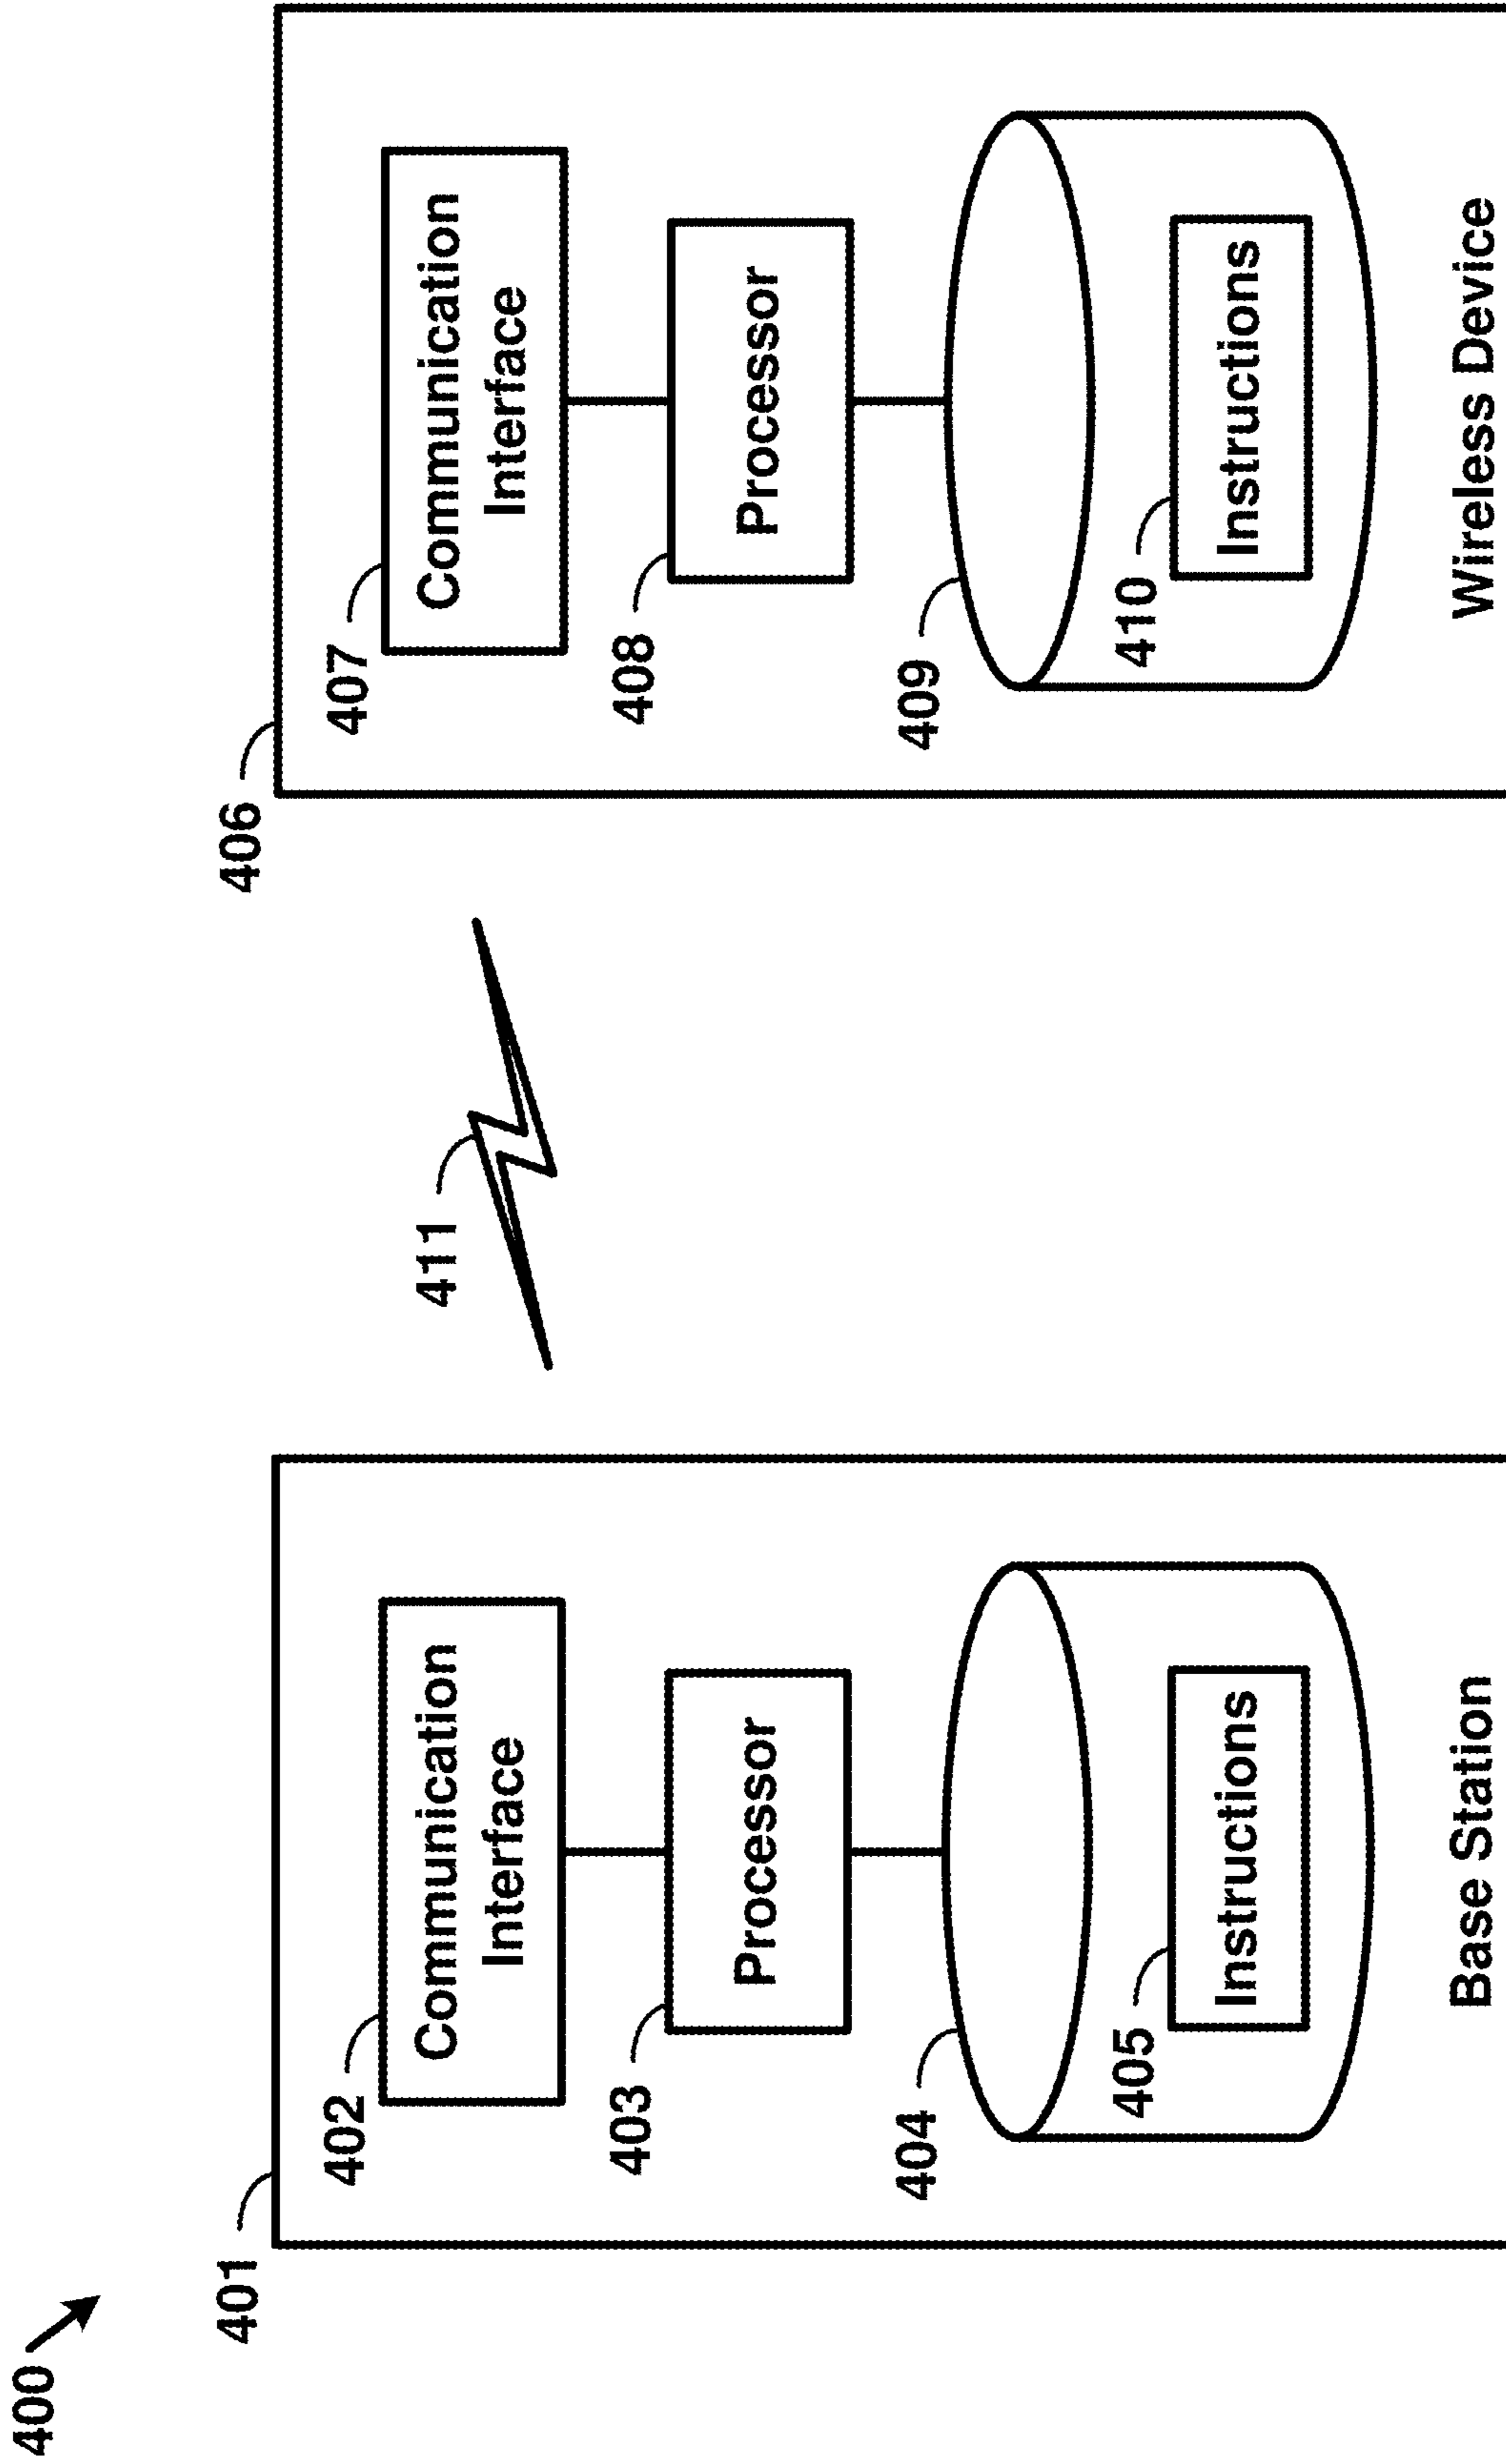 400
401
402
Communication
Interface
403
Processor
404
405
Instructions
Base Station
411
406
407
Communication
Interface
408
Processor
409
410
Instructions
Wireless Device